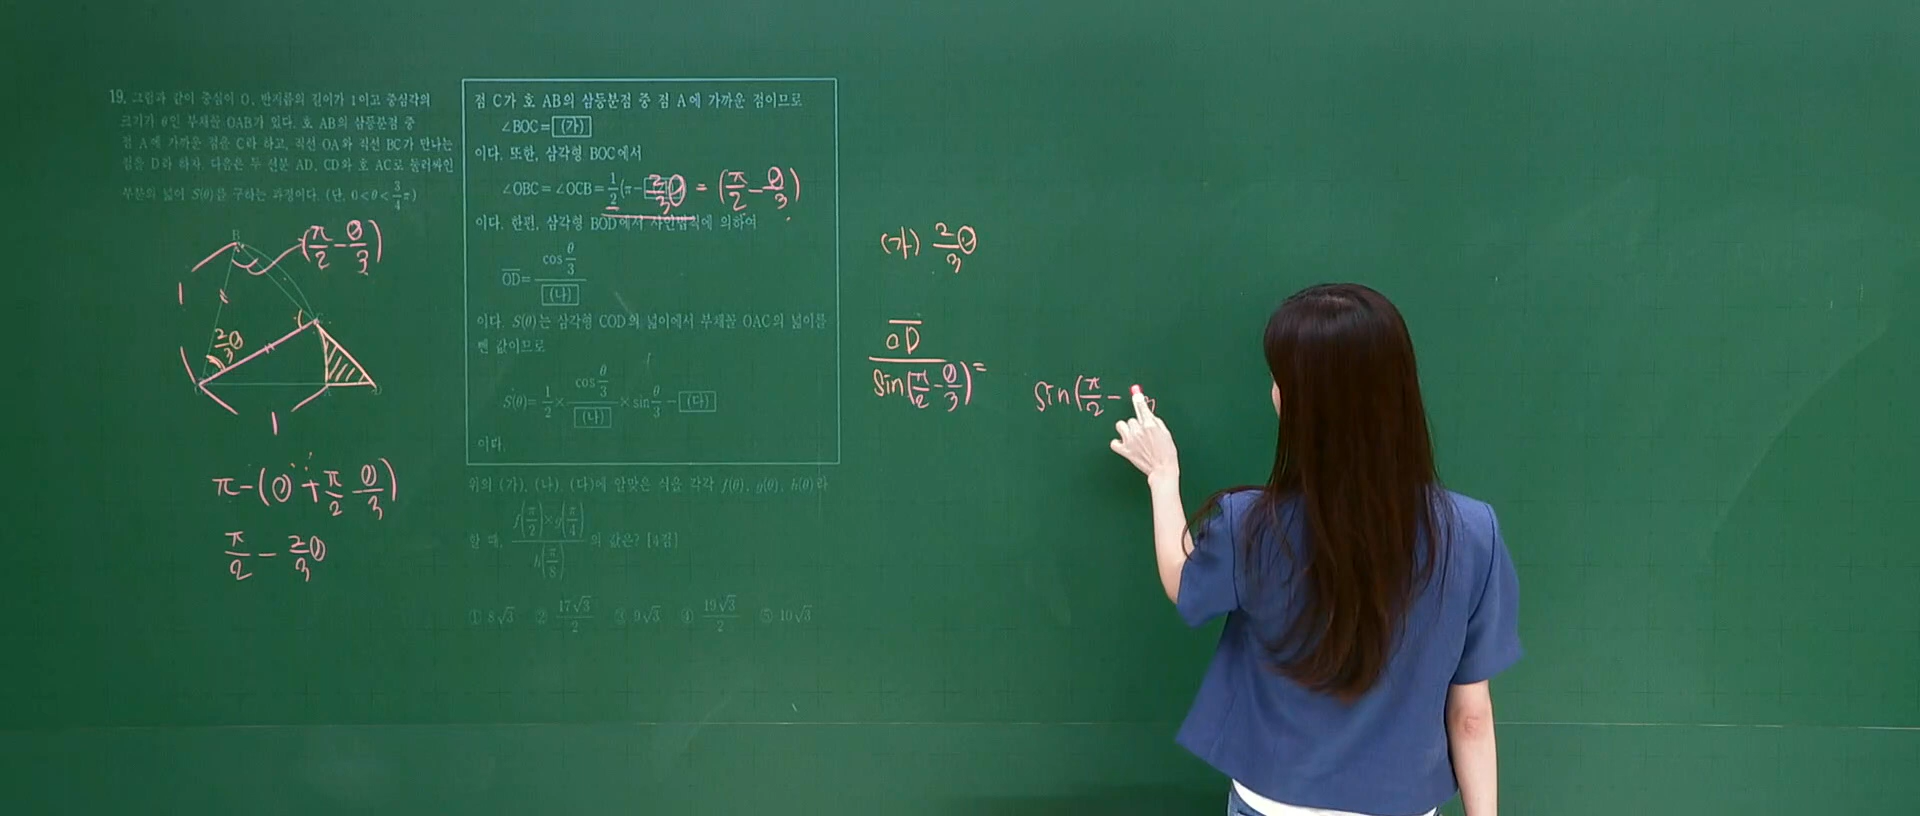 19. 그림과 같이 중심이 O, 반지름의 길이가 1이고 중심각의
크기가 θ인 부채꼴 OAB가 있다. 호 AB의 삼등분점 중
점 A에 가까운 점을 C라 하고, 직선 OA와 직선 BC가 만나는
점을 D라 하자. 다음은 두 선분 AD, CD와 호 AC로 둘러싸인
부분의 넓이 S(θ)를 구하는 과정이다. (단, 0<θ<3/4π)
B
(π/2-θ/3)
1
2/3θ
C
D
1
π-(θ+π/2-θ/3)
π/2-2/3θ
점 C가 호 AB의 삼등분점 중 점 A에 가까운 점이므로
∠BOC= (가)
이다. 또한, 삼각형 BOC에서
∠OBC=∠OCB=1/2(π-2/3θ = (π/2-θ/3)
이다. 한편, 삼각형 BOD에서 사인법칙에 의하여
OD= cos θ/3 / (나)
이다. S(θ)는 삼각형 COD의 넓이에서 부채꼴 OAC의 넓이를
뺀 값이므로
S(θ)= 1/2 × cos θ/3 / (나) × sin θ/3 - (다)
이다.
위의 (가), (나), (다)에 알맞은 식을 각각 f(θ), g(θ), h(θ)라
할 때, f(π/2)×g(π/4) / h(π/8) 의 값은? [4점]
① 8√3 ② 17√3/2 ③ 9√3 ④ 19√3/2 ⑤ 10√3
(가) 2/3θ
OD / Sin(π/2-θ/3) =
Sin(π/2-